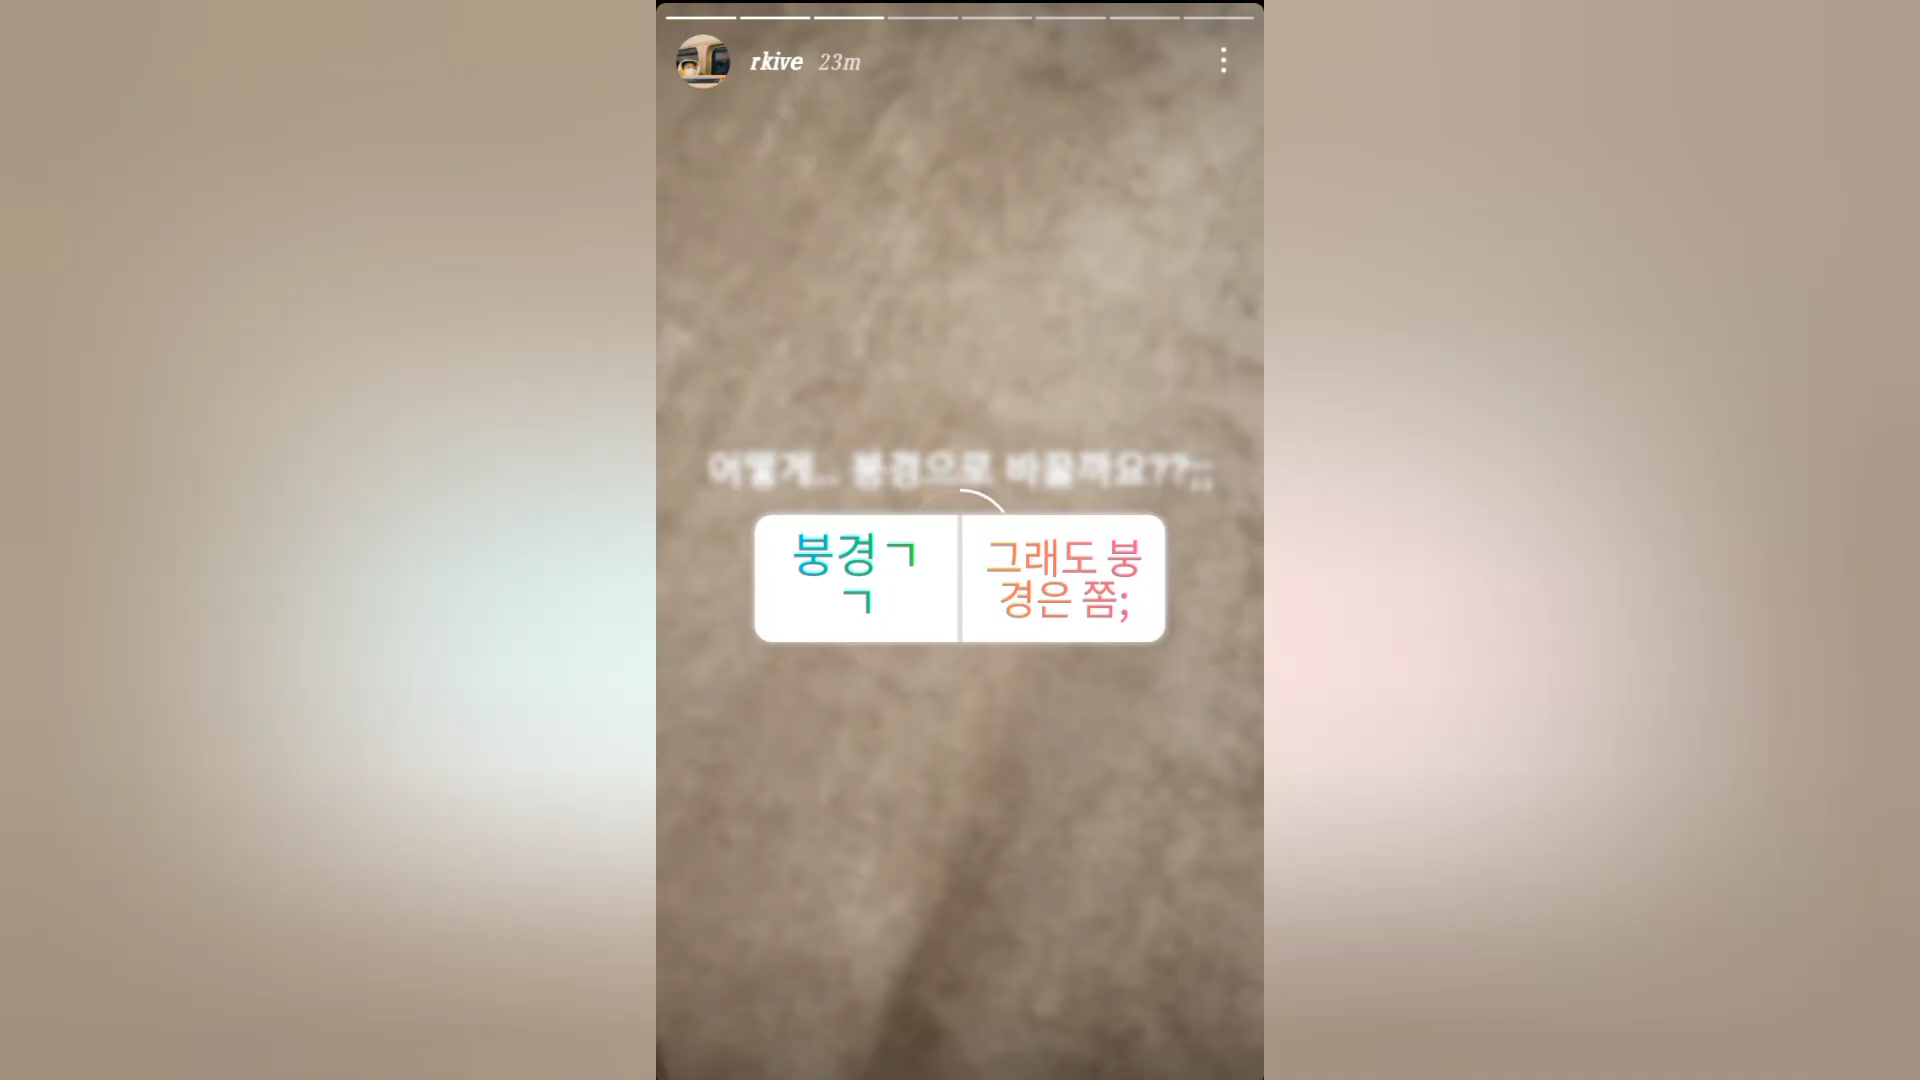 rkive 23m
어떻게... 붕경으로 바꿀까요??;;
붕경ㄱ
ㄱ
그래도 붕
경은 쫌;